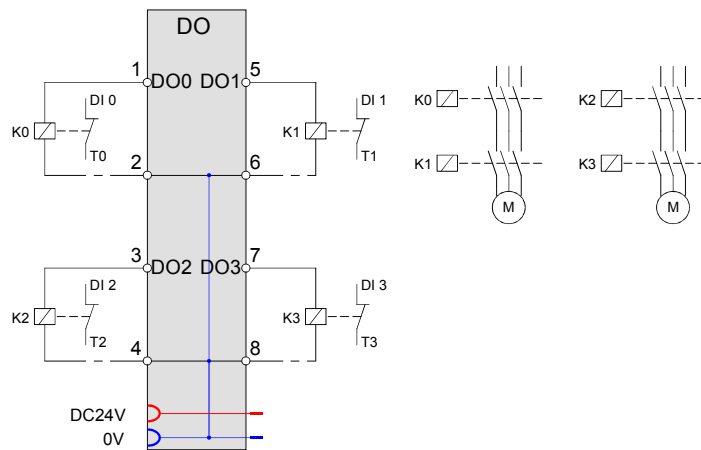 DO
1 DO0 DO1 5
DI 0
K0
T0
DI 1
K1
T1
2 6
3 DO2 DO3 7
DI 2
K2
T2
DI 3
K3
T3
4 8
DC24V
0V
K0
K1
M
K2
K3
M